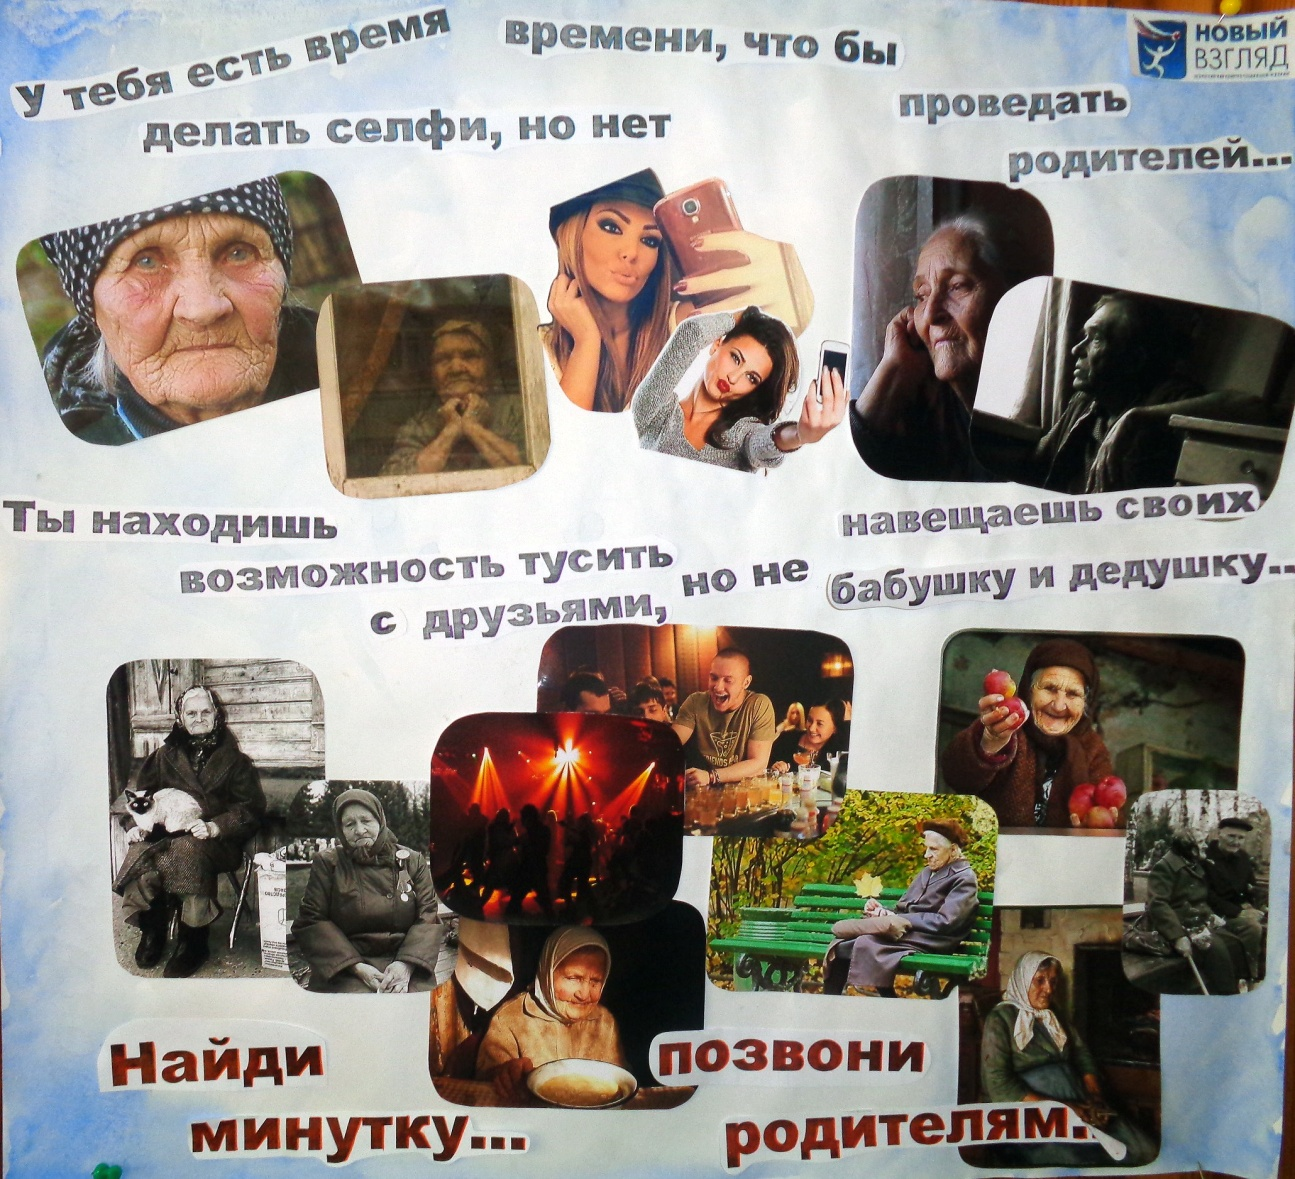 У тебя есть время
делать селфи, но нет
времени, что бы
проведать
родителей...
НОВЫЙ
ВЗГЛЯД
Ты находишь
возможность тусить
с друзьями,
но не
навещаешь своих
бабушку и дедушку..
Найди
минутку...
позвони
родителям.